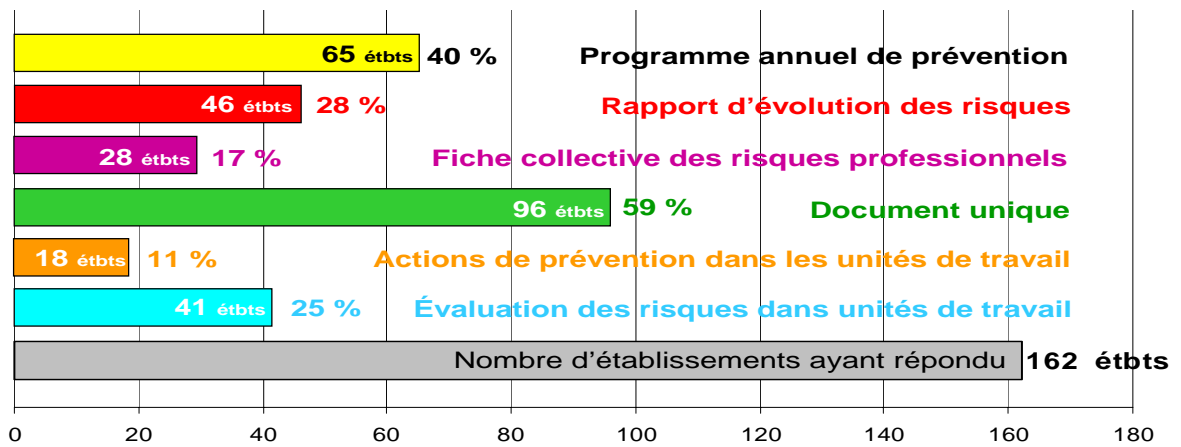 65 étbts 40 % Programme annuel de prévention
46 étbts 28 % Rapport d’évolution des risques
28 étbts 17 % Fiche collective des risques professionnels
96 étbts 59 % Document unique
18 étbts 11 % Actions de prévention dans les unités de travail
41 étbts 25 % Évaluation des risques dans unités de travail
Nombre d’établissements ayant répondu 162 étbts
0 20 40 60 80 100 120 140 160 180